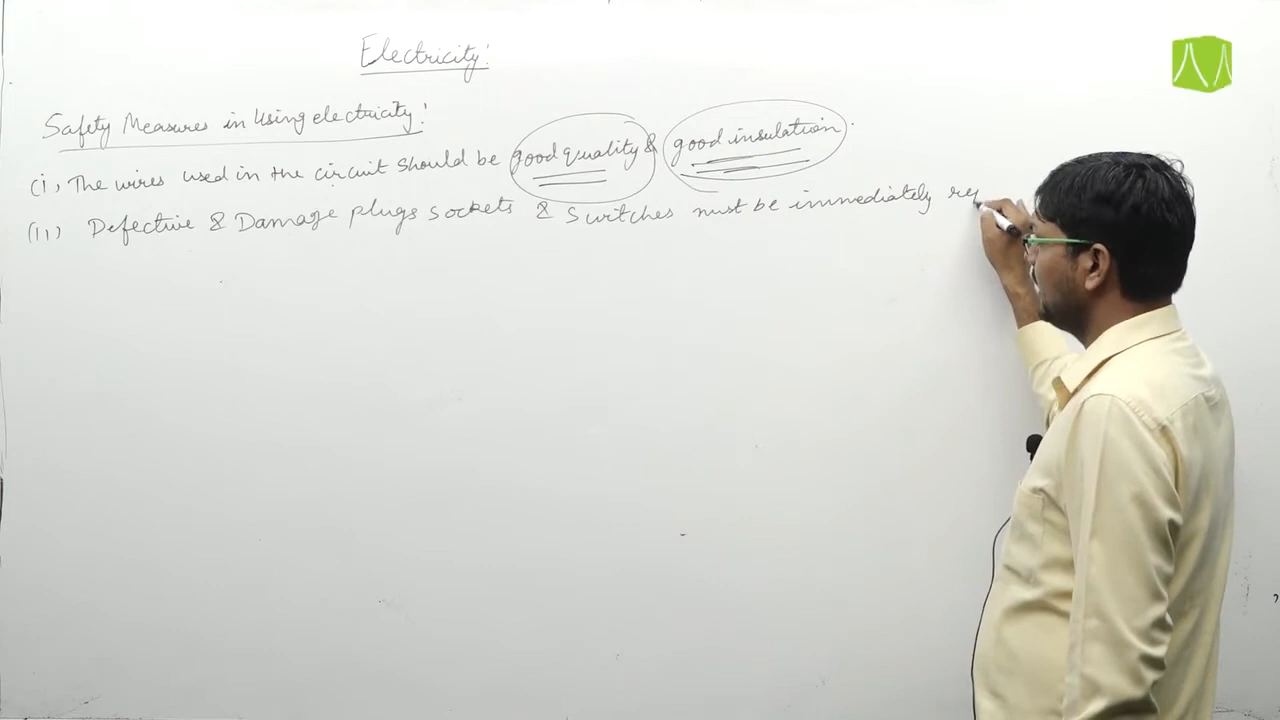 Electricity:
Safety Measures in Using electricity:
(i), The wires used in the circuit should be good quality & good insulation.
(ii), Defective & Damage plugs sockets & Switches must be immediately rep